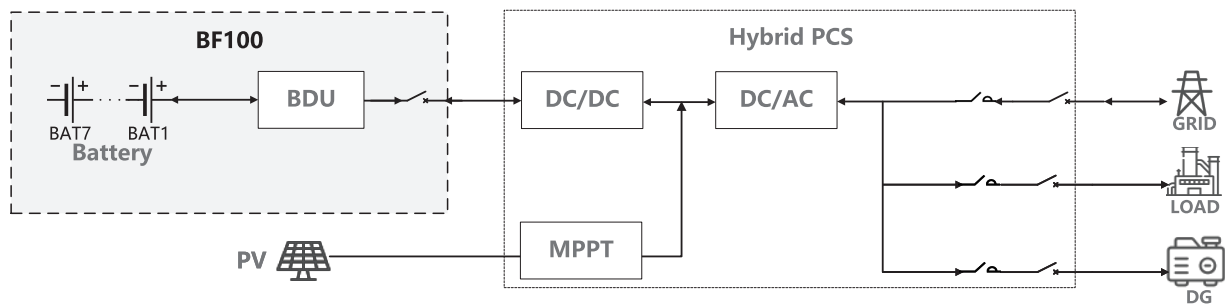 BF100
Hybrid PCS
- +
- +
BDU
DC/DC
DC/AC
BAT7
BAT1
Battery
GRID
LOAD
PV
MPPT
DG